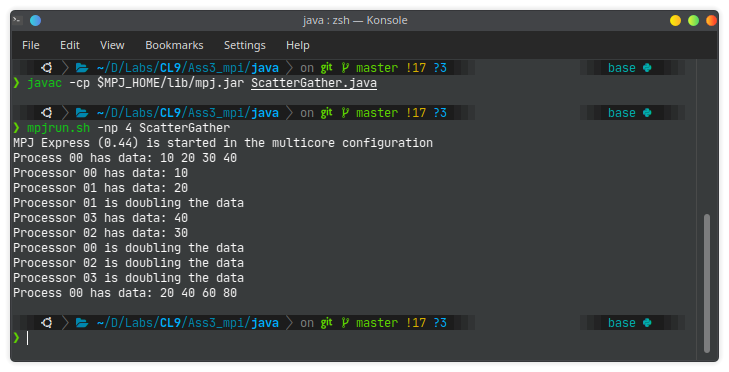 java : zsh — Konsole
File Edit View Bookmarks Settings Help
~/D/Labs/CL9/Ass3_mpi/java on git master !17 ?3 base
❯ javac -cp $MPJ_HOME/lib/mpj.jar ScatterGather.java
~/D/Labs/CL9/Ass3_mpi/java on git master !17 ?3 base
❯ mpjrun.sh -np 4 ScatterGather
MPJ Express (0.44) is started in the multicore configuration
Process 00 has data: 10 20 30 40
Processor 00 has data: 10
Processor 01 has data: 20
Processor 01 is doubling the data
Processor 03 has data: 40
Processor 02 has data: 30
Processor 00 is doubling the data
Processor 02 is doubling the data
Processor 03 is doubling the data
Process 00 has data: 20 40 60 80
~/D/Labs/CL9/Ass3_mpi/java on git master !17 ?3 base
❯